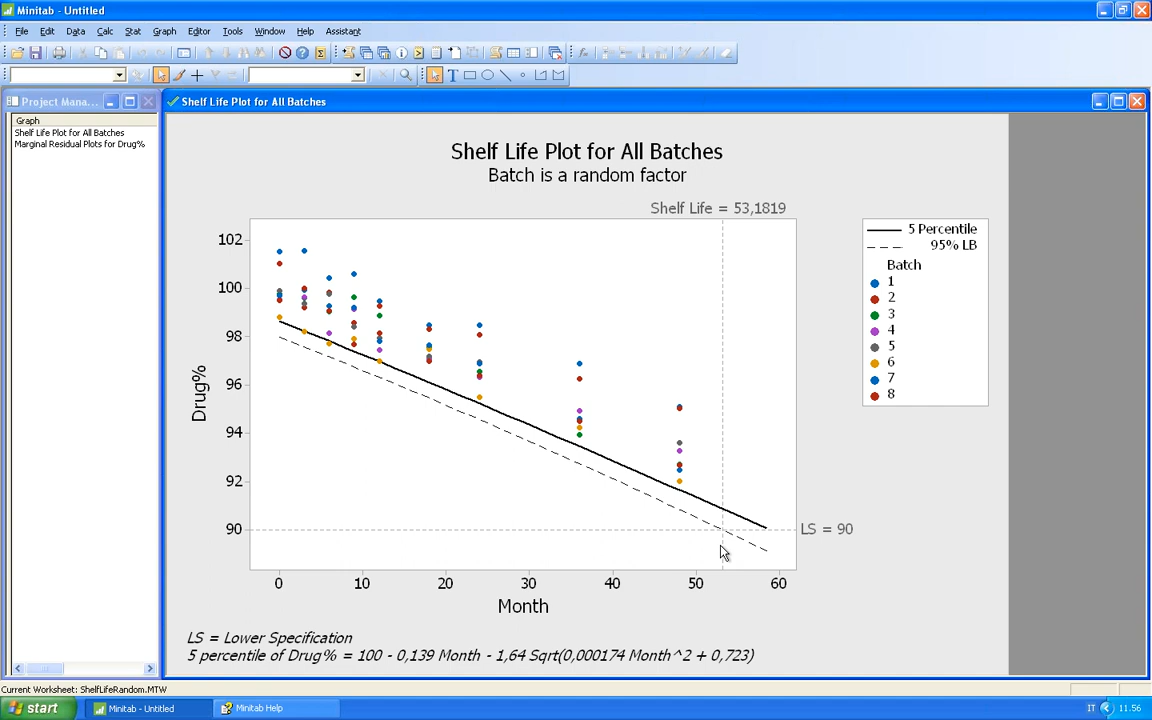 Minitab - Untitled
File Edit Data Calc Stat Graph Editor Tools Window Help Assistant
Project Mana...
Graph
Shelf Life Plot for All Batches
Marginal Residual Plots for Drug%
Shelf Life Plot for All Batches
Shelf Life Plot for All Batches
Batch is a random factor
Shelf Life = 53,1819
102
100
98
96
94
92
90
Drug%
LS = 90
0 10 20 30 40 50 60
Month
5 Percentile
95% LB
Batch
1
2
3
4
5
6
7
8
LS = Lower Specification
5 percentile of Drug% = 100 - 0,139 Month - 1,64 Sqrt(0,000174 Month^2 + 0,723)
Current Worksheet: ShelfLifeRandom.MTW
start Minitab - Untitled Minitab Help IT 11.56